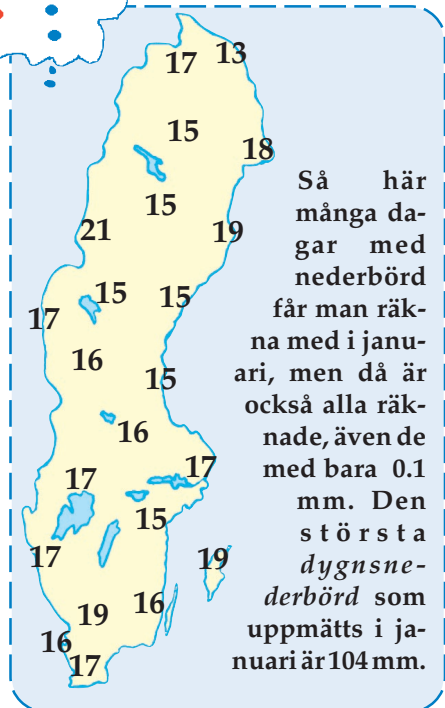 17 13
15
18
15
21 19
15 15
17
16
15
16
17 17
15
17 19
19 16
16
17
Så här
många da-
gar med
nederbörd
får man räk-
na med i janu-
ari, men då är
också alla räk-
nade, även de
med bara 0.1
mm. Den
största
dygnsne-
derbörd som
uppmätts i ja-
nuari är 104 mm.